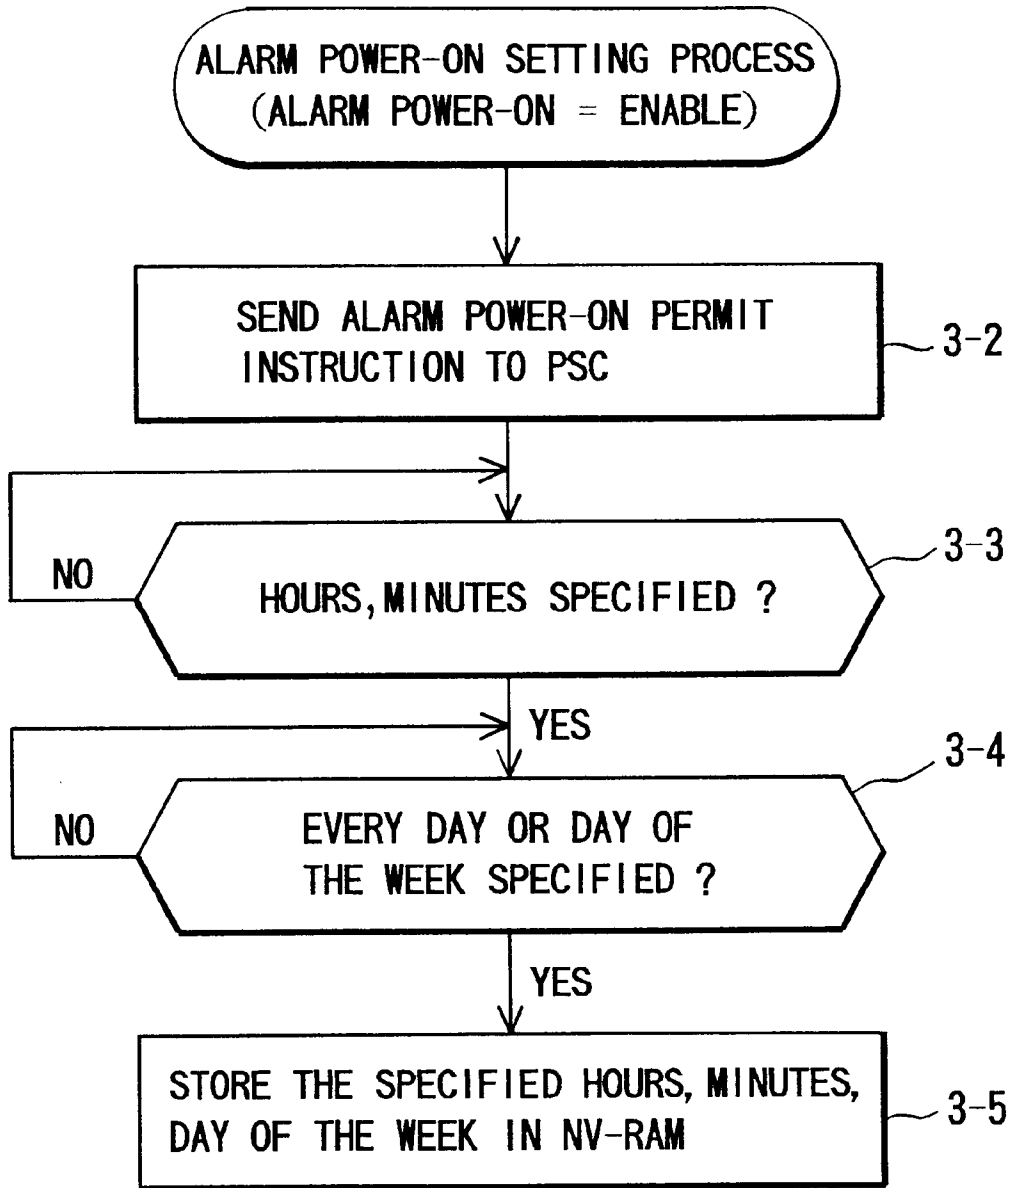 ALARM POWER-ON SETTING PROCESS
(ALARM POWER-ON = ENABLE)
SEND ALARM POWER-ON PERMIT
INSTRUCTION TO PSC
3-2
NO
HOURS, MINUTES SPECIFIED ?
3-3
YES
NO
EVERY DAY OR DAY OF
THE WEEK SPECIFIED ?
3-4
YES
STORE THE SPECIFIED HOURS, MINUTES,
DAY OF THE WEEK IN NV-RAM
3-5